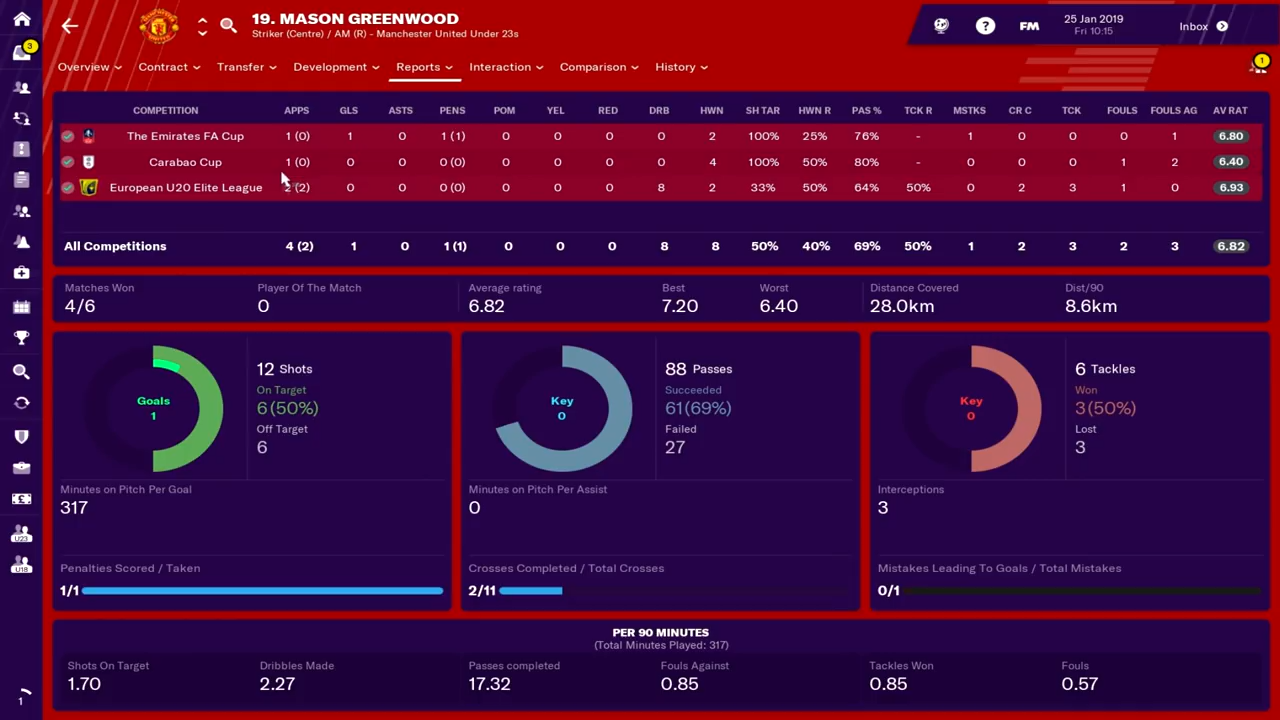 19. MASON GREENWOOD
Striker (Centre) / AM (R) - Manchester United Under 23s
25 Jan 2019
Fri 10:15
FM
Inbox
3
1
Overview Contract Transfer Development Reports Interaction Comparison History
COMPETITION APPS GLS ASTS PENS POM YEL RED DRB HWN SH TAR HWN R PAS % TCK R MSTKS CR C TCK FOULS FOULS AG AV RAT
The Emirates FA Cup 1 (0) 1 0 1 (1) 0 0 0 0 2 100% 25% 76% - 1 0 0 0 1 6.80
Carabao Cup 1 (0) 0 0 0 (0) 0 0 0 0 4 100% 50% 80% - 0 0 0 1 2 6.40
European U20 Elite League 2 (2) 0 0 0 (0) 0 0 0 8 2 33% 50% 64% 50% 0 2 3 1 0 6.93
All Competitions 4 (2) 1 0 1 (1) 0 0 0 8 8 50% 40% 69% 50% 1 2 3 2 3 6.82
Matches Won Player Of The Match Average rating Best Worst Distance Covered Dist/90
4/6 0 6.82 7.20 6.40 28.0km 8.6km
Goals
1
12 Shots
On Target
6 (50%)
Off Target
6
Minutes on Pitch Per Goal
317
Penalties Scored / Taken
1/1
Key
0
88 Passes
Succeeded
61 (69%)
Failed
27
Minutes on Pitch Per Assist
0
Crosses Completed / Total Crosses
2/11
Key
0
6 Tackles
Won
3 (50%)
Lost
3
Interceptions
3
Mistakes Leading To Goals / Total Mistakes
0/1
PER 90 MINUTES
(Total Minutes Played: 317)
Shots On Target Dribbles Made Passes completed Fouls Against Tackles Won Fouls
1.70 2.27 17.32 0.85 0.85 0.57
U23
U18
1